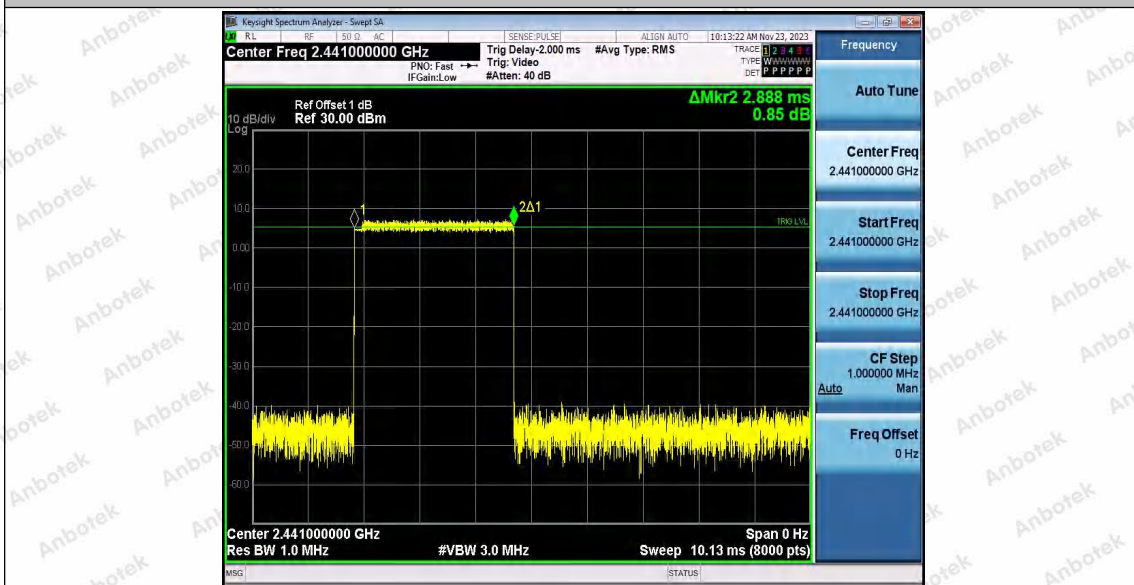 Keysight Spectrum Analyzer - Swept SA
RL RF 50 Ω AC SENSE:PULSE ALIGN AUTO 10:13:22 AM Nov 23, 2023
Center Freq 2.441000000 GHz
PNO: Fast
IFGain:Low
Trig Delay-2.000 ms
Trig: Video
#Atten: 40 dB
#Avg Type: RMS
TRACE 1 2 3 4 5 6
TYPE WWWWWW
DET P P P P P P
ΔMkr2 2.888 ms
0.85 dB
Ref Offset 1 dB
10 dB/div Ref 30.00 dBm
Log
20.0
10.0
0.00
-10.0
-20.0
-30.0
-40.0
-50.0
-60.0
1
2Δ1
TRIG LVL
Center 2.441000000 GHz Span 0 Hz
Res BW 1.0 MHz #VBW 3.0 MHz Sweep 10.13 ms (8000 pts)
MSG STATUS
Frequency
Auto Tune
Center Freq
2.441000000 GHz
Start Freq
2.441000000 GHz
Stop Freq
2.441000000 GHz
CF Step
1.000000 MHz
Auto Man
Freq Offset
0 Hz
Anbotek